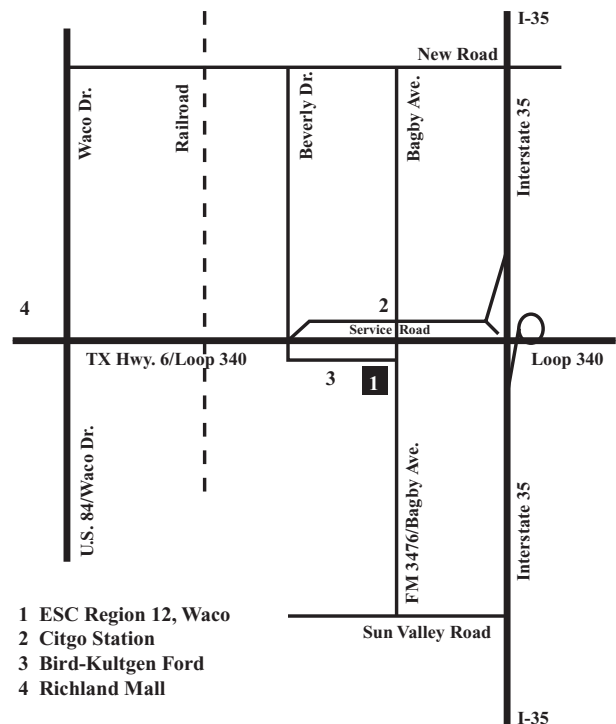 I-35
New Road
Waco Dr.
Railroad
Beverly Dr.
Bagby Ave.
Interstate 35
4
2
Service Road
TX Hwy. 6/Loop 340
Loop 340
3
1
U.S. 84/Waco Dr.
FM 3476/Bagby Ave.
Interstate 35
1 ESC Region 12, Waco
2 Citgo Station
3 Bird-Kultgen Ford
4 Richland Mall
Sun Valley Road
I-35